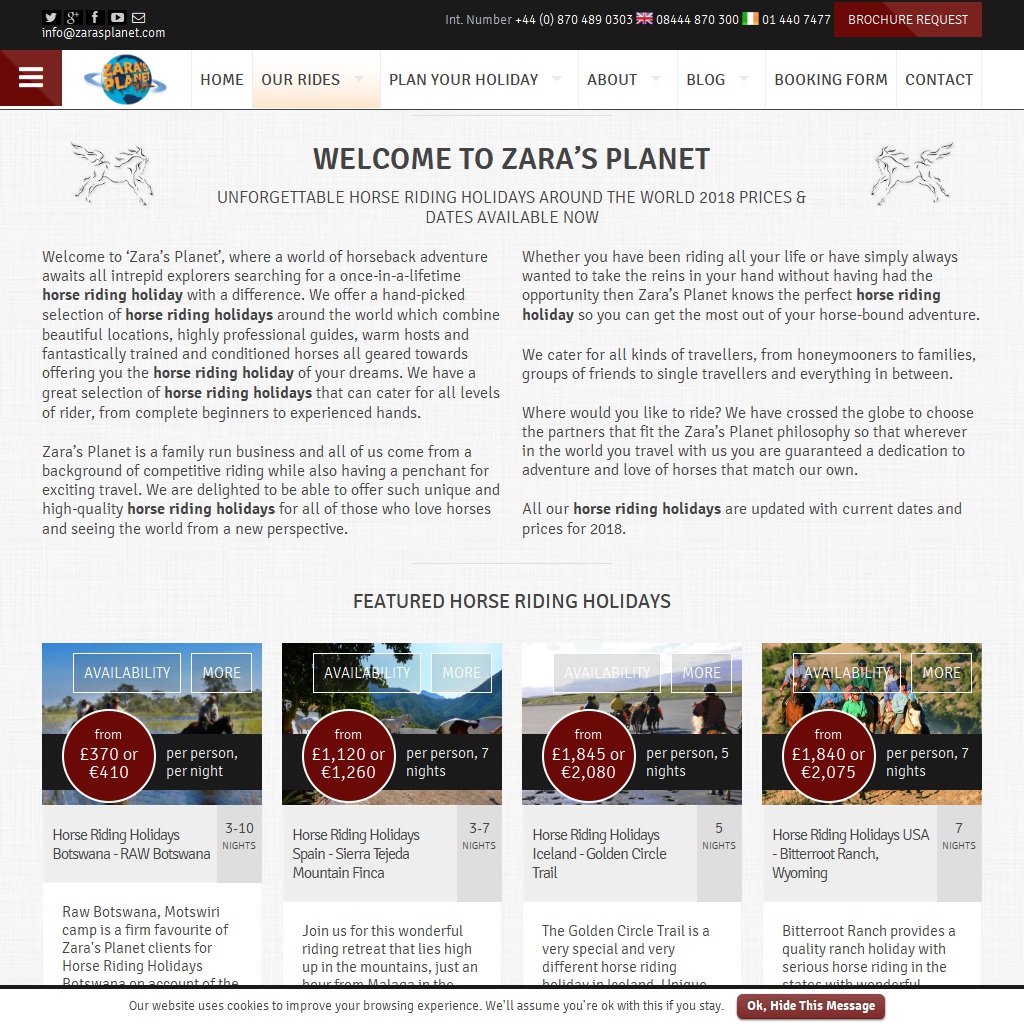 Int. Number +44 (0) 870 489 0303 08444 870 300 01 440 7477 BROCHURE REQUEST
info@zarasplanet.com
ZARA'S PLANET
HOME OUR RIDES PLAN YOUR HOLIDAY ABOUT BLOG BOOKING FORM CONTACT
WELCOME TO ZARA’S PLANET
UNFORGETTABLE HORSE RIDING HOLIDAYS AROUND THE WORLD 2018 PRICES &
DATES AVAILABLE NOW
Welcome to ‘Zara’s Planet’, where a world of horseback adventure
awaits all intrepid explorers searching for a once-in-a-lifetime
horse riding holiday with a difference. We offer a hand-picked
selection of horse riding holidays around the world which combine
beautiful locations, highly professional guides, warm hosts and
fantastically trained and conditioned horses all geared towards
offering you the horse riding holiday of your dreams. We have a
great selection of horse riding holidays that can cater for all levels
of rider, from complete beginners to experienced hands.
Zara’s Planet is a family run business and all of us come from a
background of competitive riding while also having a penchant for
exciting travel. We are delighted to be able to offer such unique and
high-quality horse riding holidays for all of those who love horses
and seeing the world from a new perspective.
Whether you have been riding all your life or have simply always
wanted to take the reins in your hand without having had the
opportunity then Zara’s Planet knows the perfect horse riding
holiday so you can get the most out of your horse-bound adventure.
We cater for all kinds of travellers, from honeymooners to families,
groups of friends to single travellers and everything in between.
Where would you like to ride? We have crossed the globe to choose
the partners that fit the Zara’s Planet philosophy so that wherever
in the world you travel with us you are guaranteed a dedication to
adventure and love of horses that match our own.
All our horse riding holidays are updated with current dates and
prices for 2018.
FEATURED HORSE RIDING HOLIDAYS
AVAILABILITY MORE
from
£370 or
€410
per person,
per night
Horse Riding Holidays
Botswana - RAW Botswana
3-10
NIGHTS
Raw Botswana, Motswiri
camp is a firm favourite of
Zara's Planet clients for
Horse Riding Holidays
Botswana on account of the
AVAILABILITY MORE
from
£1,120 or
€1,260
per person, 7
nights
Horse Riding Holidays
Spain - Sierra Tejeda
Mountain Finca
3-7
NIGHTS
Join us for this wonderful
riding retreat that lies high
up in the mountains, just an
hour from Malaga in the
AVAILABILITY MORE
from
£1,845 or
€2,080
per person, 5
nights
Horse Riding Holidays
Iceland - Golden Circle
Trail
5
NIGHTS
The Golden Circle Trail is a
very special and very
different horse riding
holiday in Iceland. Unique
AVAILABILITY MORE
from
£1,840 or
€2,075
per person, 7
nights
Horse Riding Holidays USA
- Bitterroot Ranch,
Wyoming
7
NIGHTS
Bitterroot Ranch provides a
quality ranch holiday with
serious horse riding in the
states with wonderful
Our website uses cookies to improve your browsing experience. We'll assume you're ok with this if you stay. Ok, Hide This Message